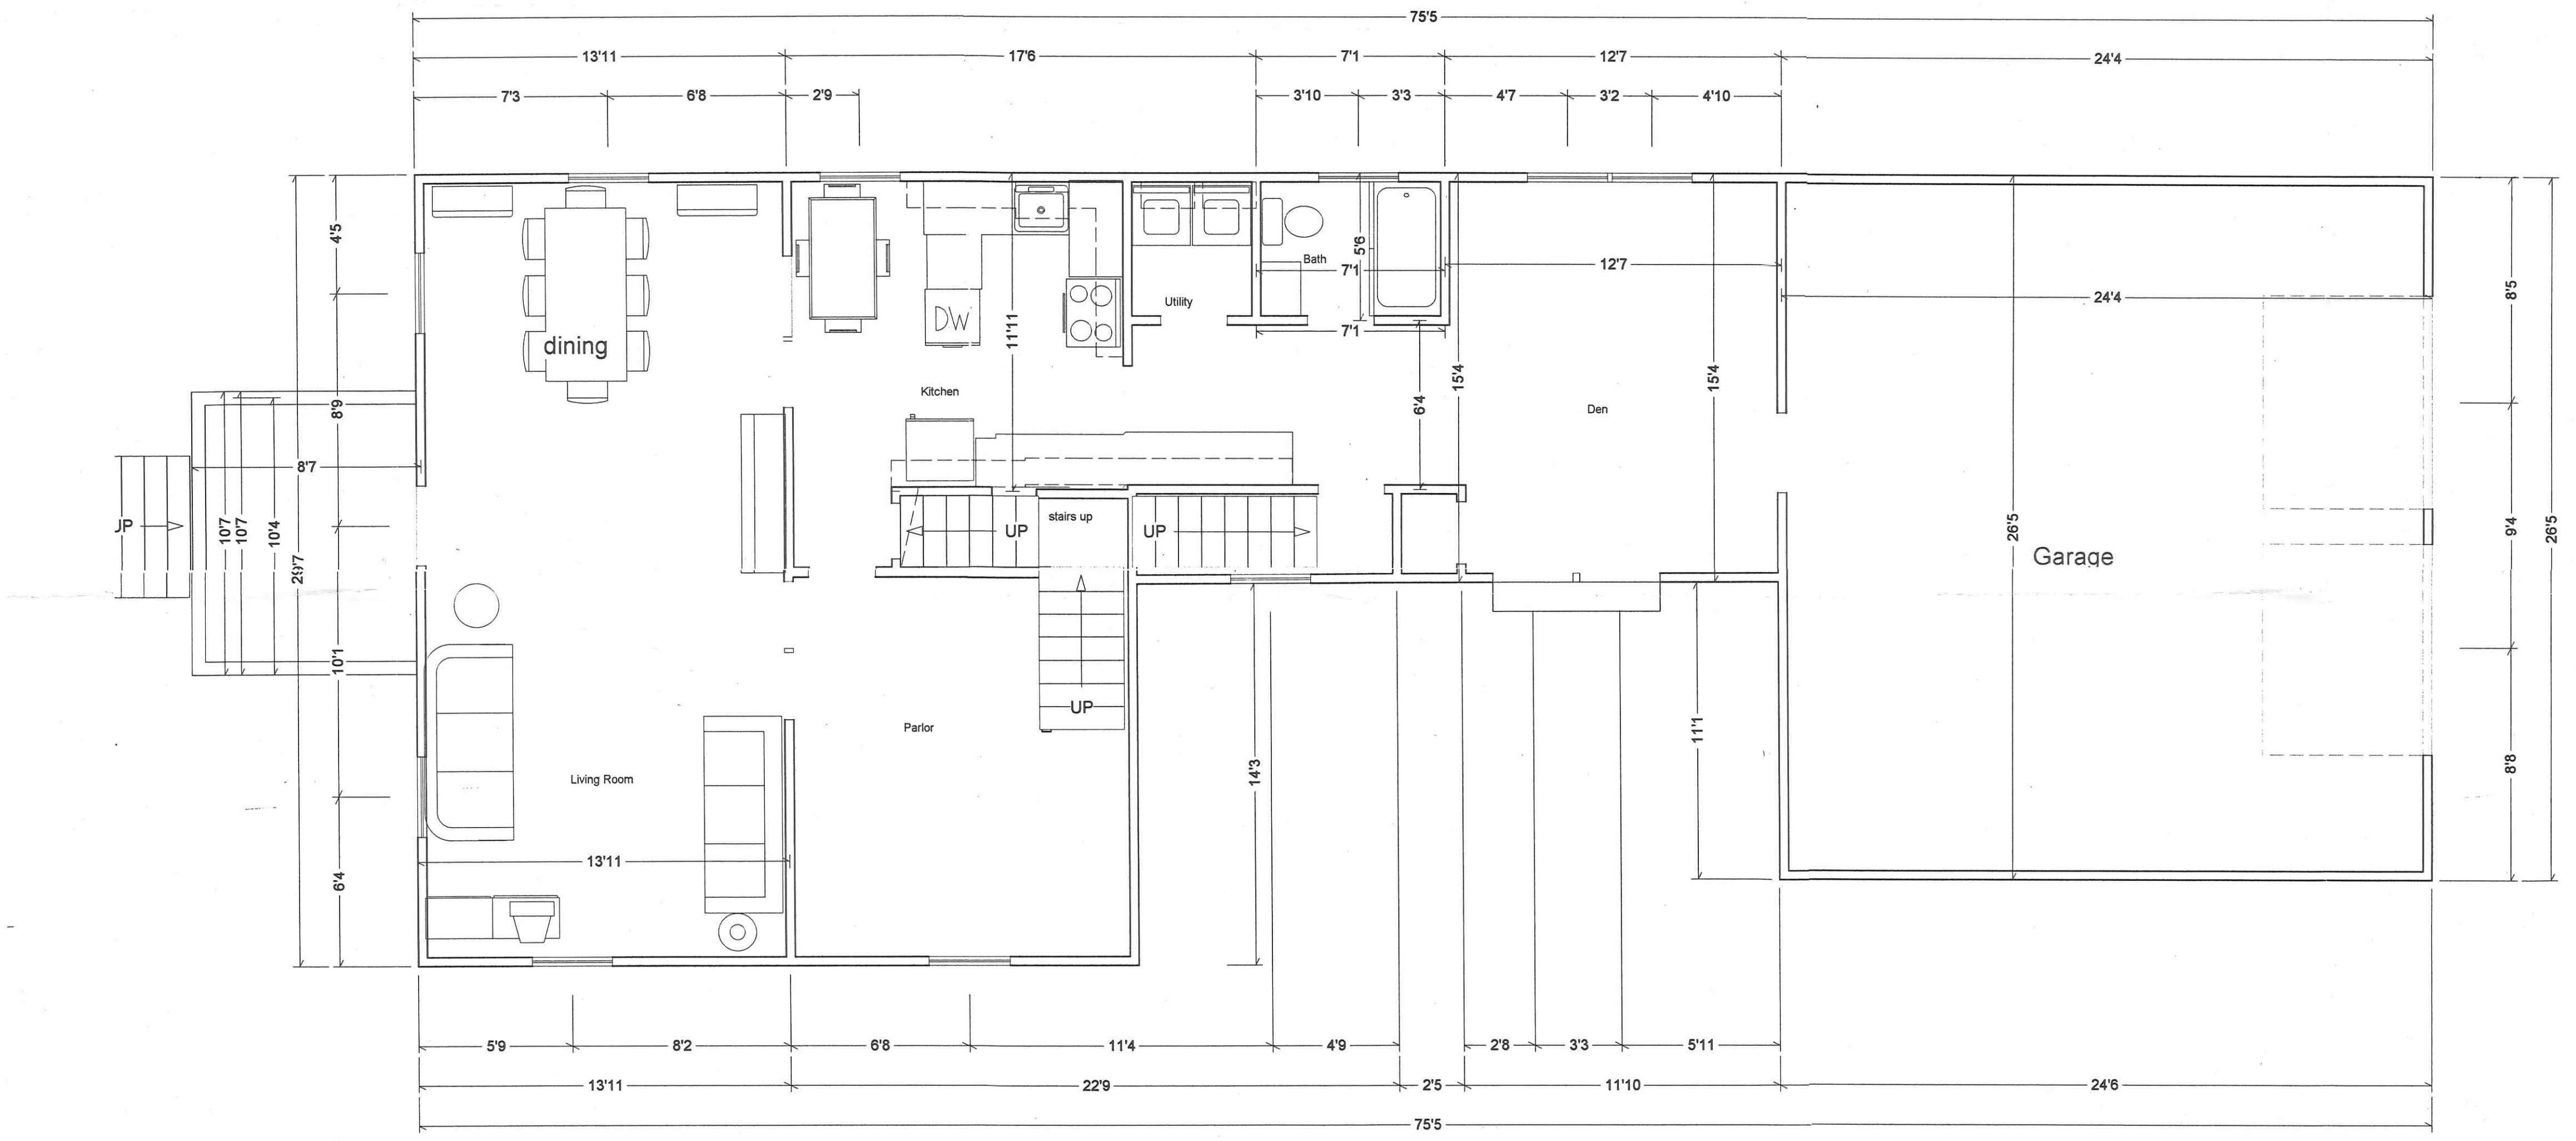 75'5
13'11 17'6 7'1 12'7 24'4
7'3 6'8 2'9 3'10 3'3 4'7 3'2 4'10
4'5
5'6
Bath
7'1
12'7
8'5
24'4
Utility
DW
11'11
7'1
dining
15'4
15'4
Kitchen
8'9
6'4
Den
8'7
UP
10'7
10'7
10'4
29'7
stairs up
UP
UP
26'5
9'4
26'5
Garage
10'1
UP
Parlor
11'1
14'3
8'8
Living Room
13'11
6'4
5'9 8'2 6'8 11'4 4'9 2'8 3'3 5'11
13'11 22'9 2'5 11'10 24'6
75'5